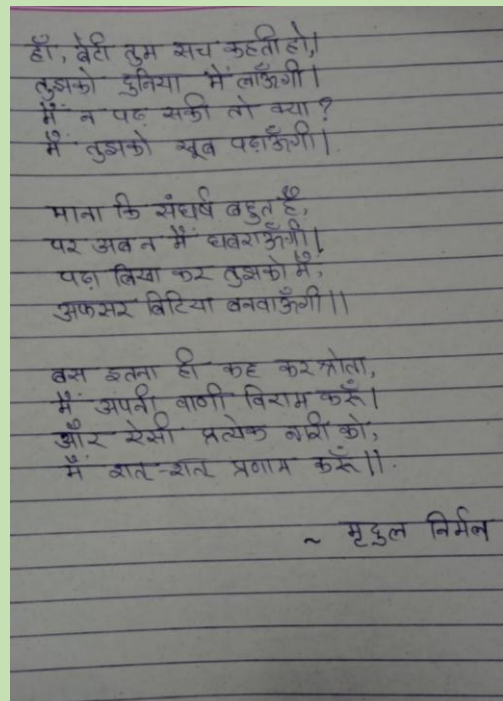 हाँ, बेटी तुम सच कहती हो,।
तुझको दुनिया में लाऊँगी।
मैं न पढ़ सकी तो क्या?
मैं तुझको खूब पढ़ाऊँगी।
माना कि संघर्ष बहुत हैं,
पर अब न मैं घबराऊँगी।
पढ़ा लिखा कर तुझको मैं,
अफसर बिटिया बनवाऊँगी।।
बस इतना ही कह कर श्रोता,
मैं अपनी वाणी विराम करूँ।
और ऐसी प्रत्येक नारी को,
मैं शत्-शत् प्रणाम करूँ।।
~ मृदुल निर्मल